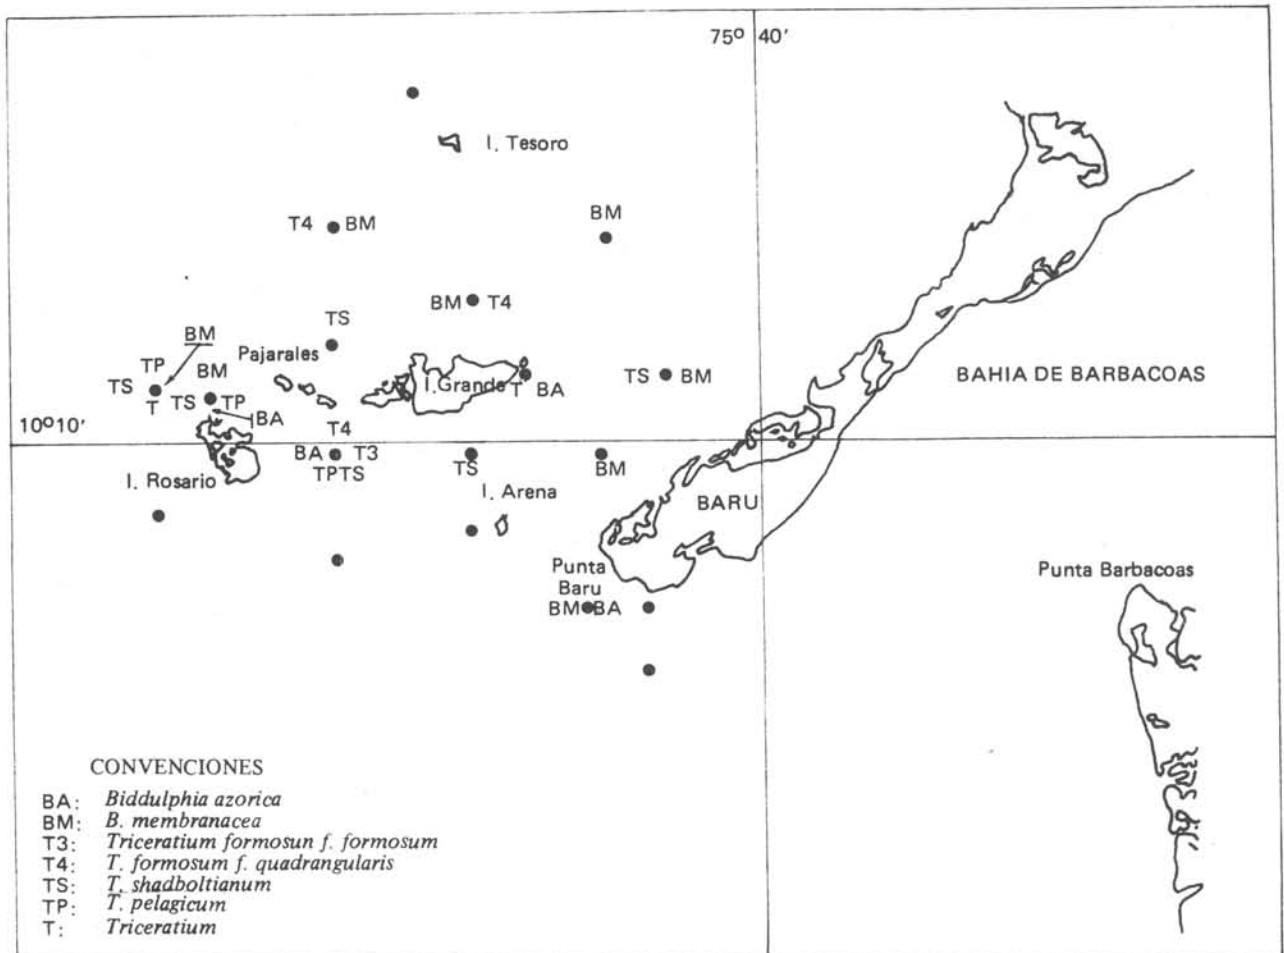 75º 40'
I. Tesoro
T4 BM
BM
BM T4
TS
BM
Pajarales
TP
BM
TS
T
TS
TP
BA
I. Grande
T
BA
TS BM
BAHIA DE BARBACOAS
10º10'
T4
BA T3
TPTS
TS
BM
I. Rosario
I. Arena
BARU
Punta
Baru
BM BA
Punta Barbacoas
CONVENCIONES
BA: Biddulphia azorica
BM: B. membranacea
T3: Triceratium formosun f. formosum
T4: T. formosum f. quadrangularis
TS: T. shadboltianum
TP: T. pelagicum
T: Triceratium